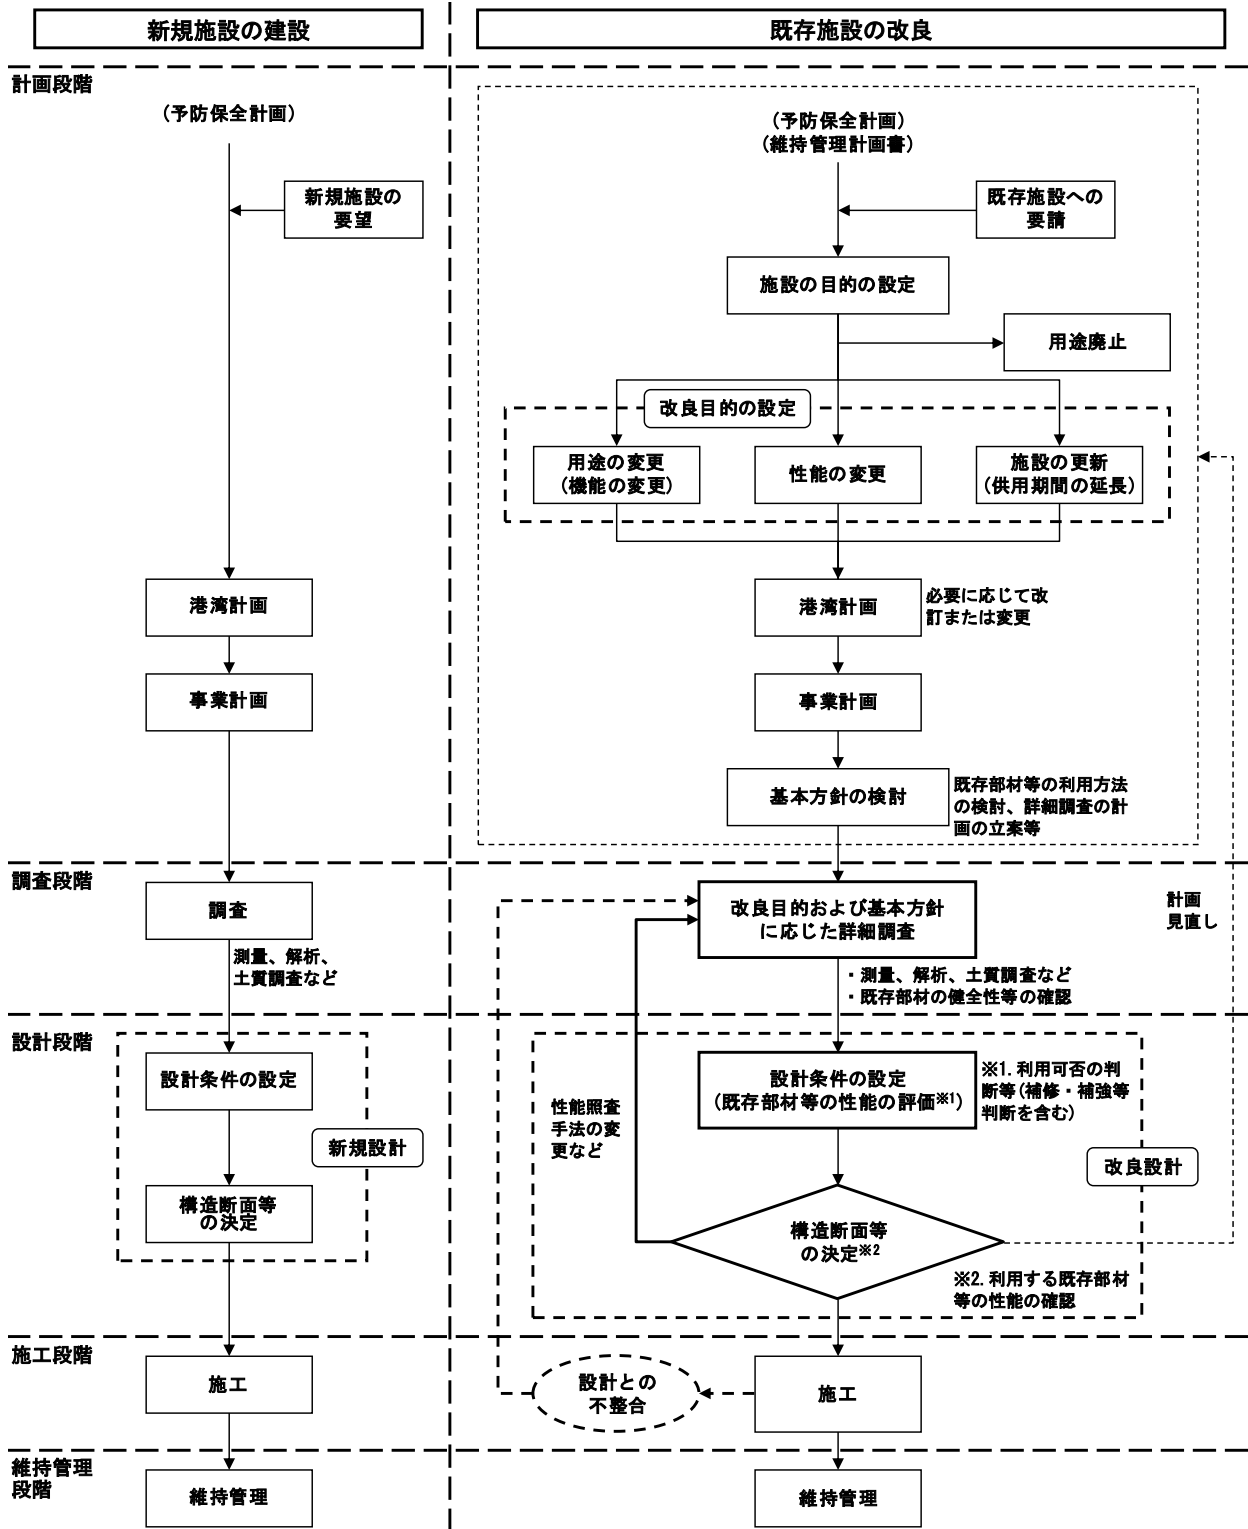 新規施設の建設
既存施設の改良
計画段階
(予防保全計画)
新規施設の
要望
港湾計画
事業計画
(予防保全計画)
(維持管理計画書)
既存施設への
要請
施設の目的の設定
用途廃止
改良目的の設定
用途の変更
(機能の変更)
性能の変更
施設の更新
(供用期間の延長)
港湾計画
必要に応じて改
訂または変更
事業計画
基本方針の検討
既存部材等の利用方法
の検討、詳細調査の計
画の立案等
調査段階
調査
測量、解析、
土質調査など
改良目的および基本方針
に応じた詳細調査
・測量、解析、土質調査など
・既存部材の健全性等の確認
計画
見直し
設計段階
設計条件の設定
新規設計
構造断面等
の決定
性能照査
手法の変
更など
設計条件の設定
(既存部材等の性能の評価※1)
※1. 利用可否の判
断等(補修・補強等
判断を含む)
改良設計
構造断面等
の決定※2
※2. 利用する既存部材
等の性能の確認
施工段階
施工
設計との
不整合
施工
維持管理
段階
維持管理
維持管理